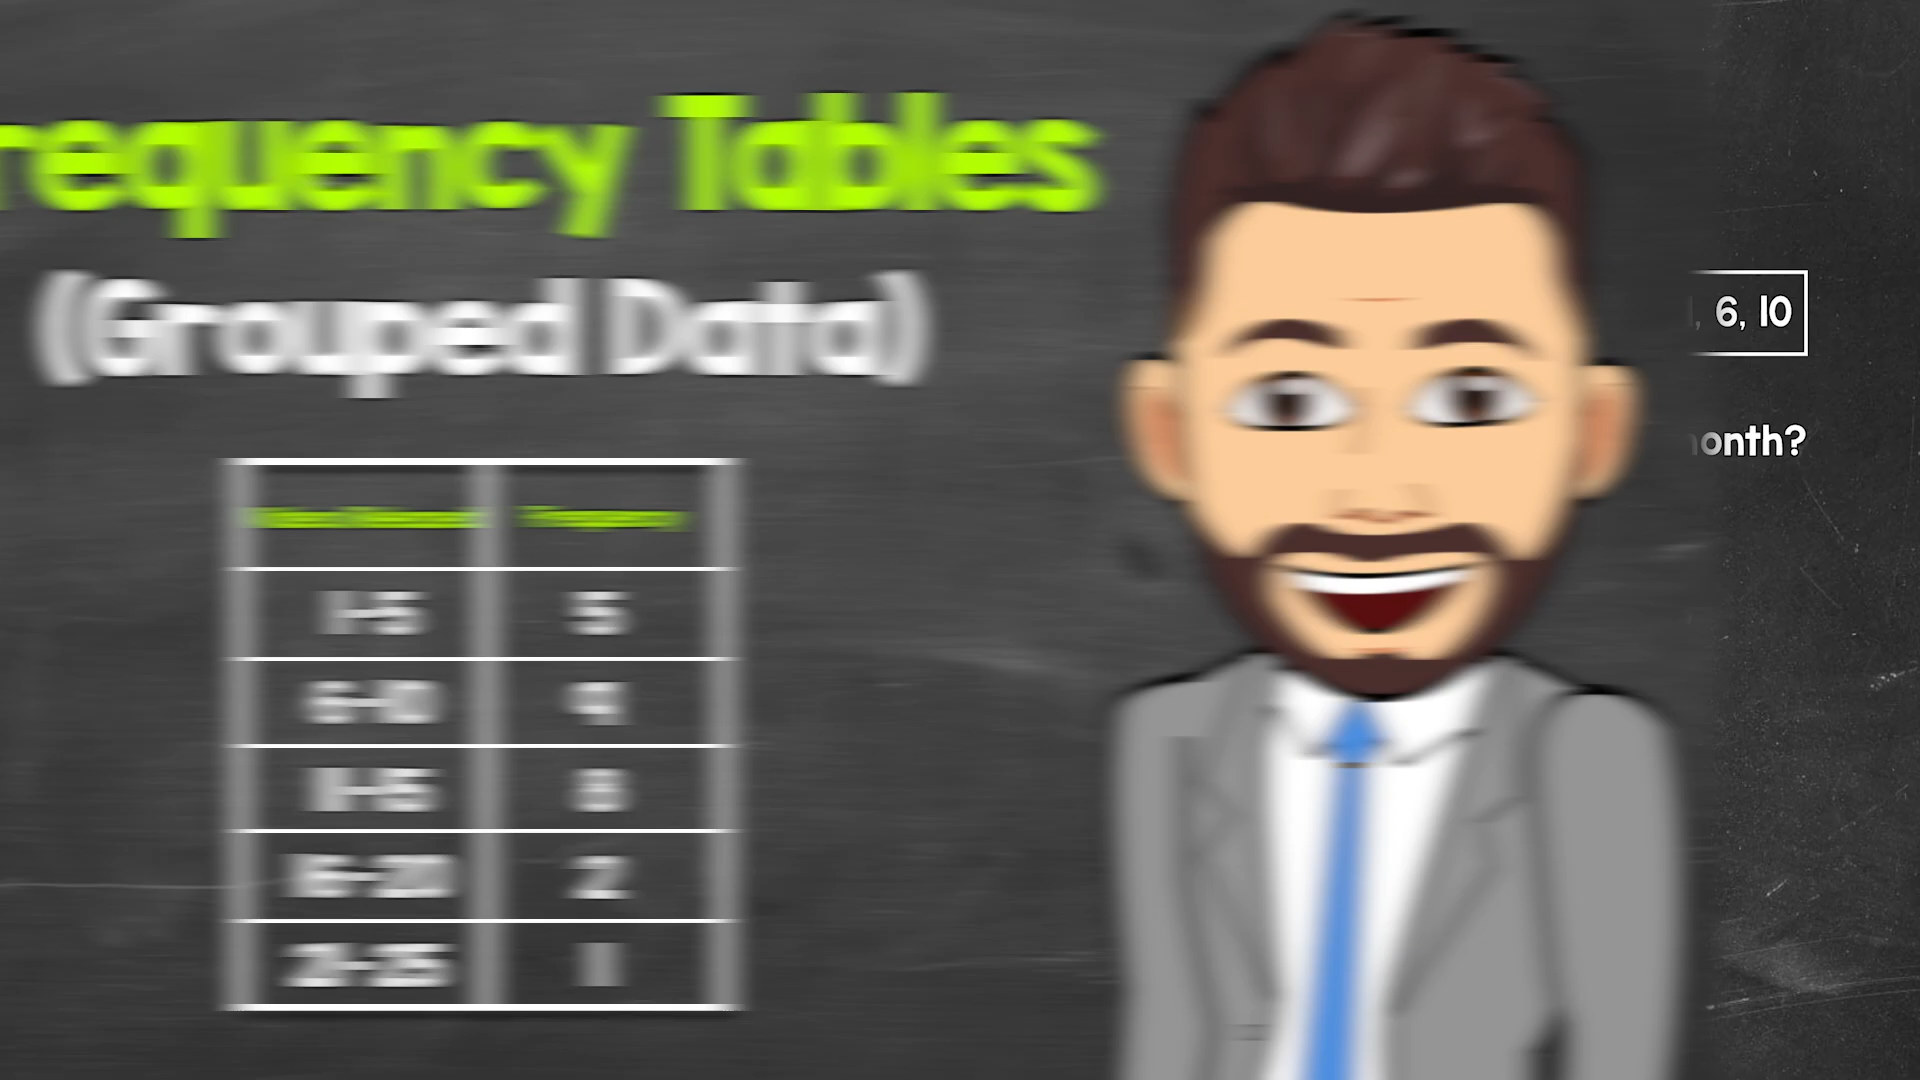 requency Tables
(Grouped Data)
1-5 5
6-10 9
11-15 8
16-20 2
21-25 1
, 6, 10
onth?